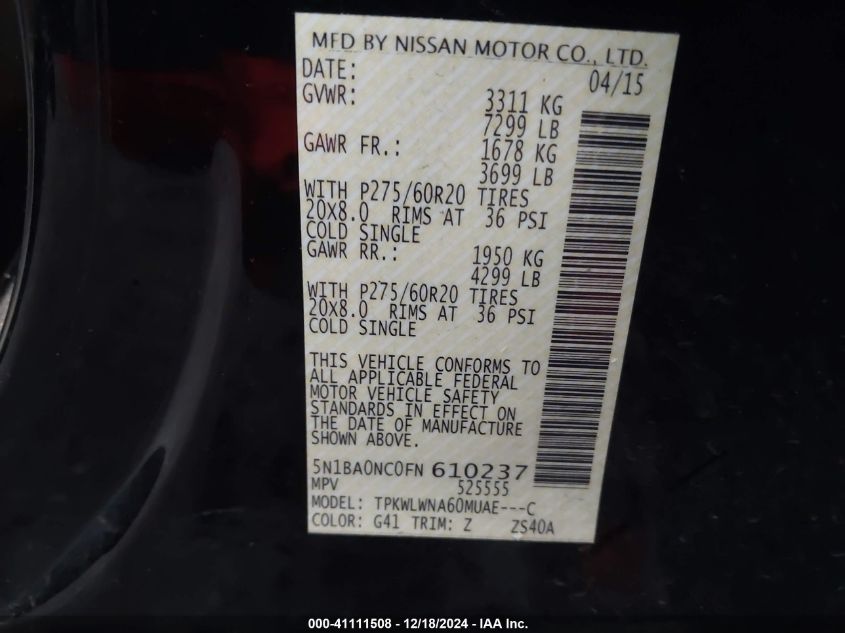 MFD BY NISSAN MOTOR CO., LTD.
DATE: 04/15
GVWR: 3311 KG
7299 LB
GAWR FR.: 1678 KG
3699 LB
WITH P275/60R20 TIRES
20X8.0 RIMS AT 36 PSI
COLD SINGLE
GAWR RR.: 1950 KG
4299 LB
WITH P275/60R20 TIRES
20X8.0 RIMS AT 36 PSI
COLD SINGLE
THIS VEHICLE CONFORMS TO
ALL APPLICABLE FEDERAL
MOTOR VEHICLE SAFETY
STANDARDS IN EFFECT ON
THE DATE OF MANUFACTURE
SHOWN ABOVE.
5N1BA0NC0FN 610237
MPV 525555
MODEL: TPKWLWNA60MUAE---C
COLOR: G41 TRIM: Z ZS40A
000-41111508 - 12/18/2024 - IAA Inc.